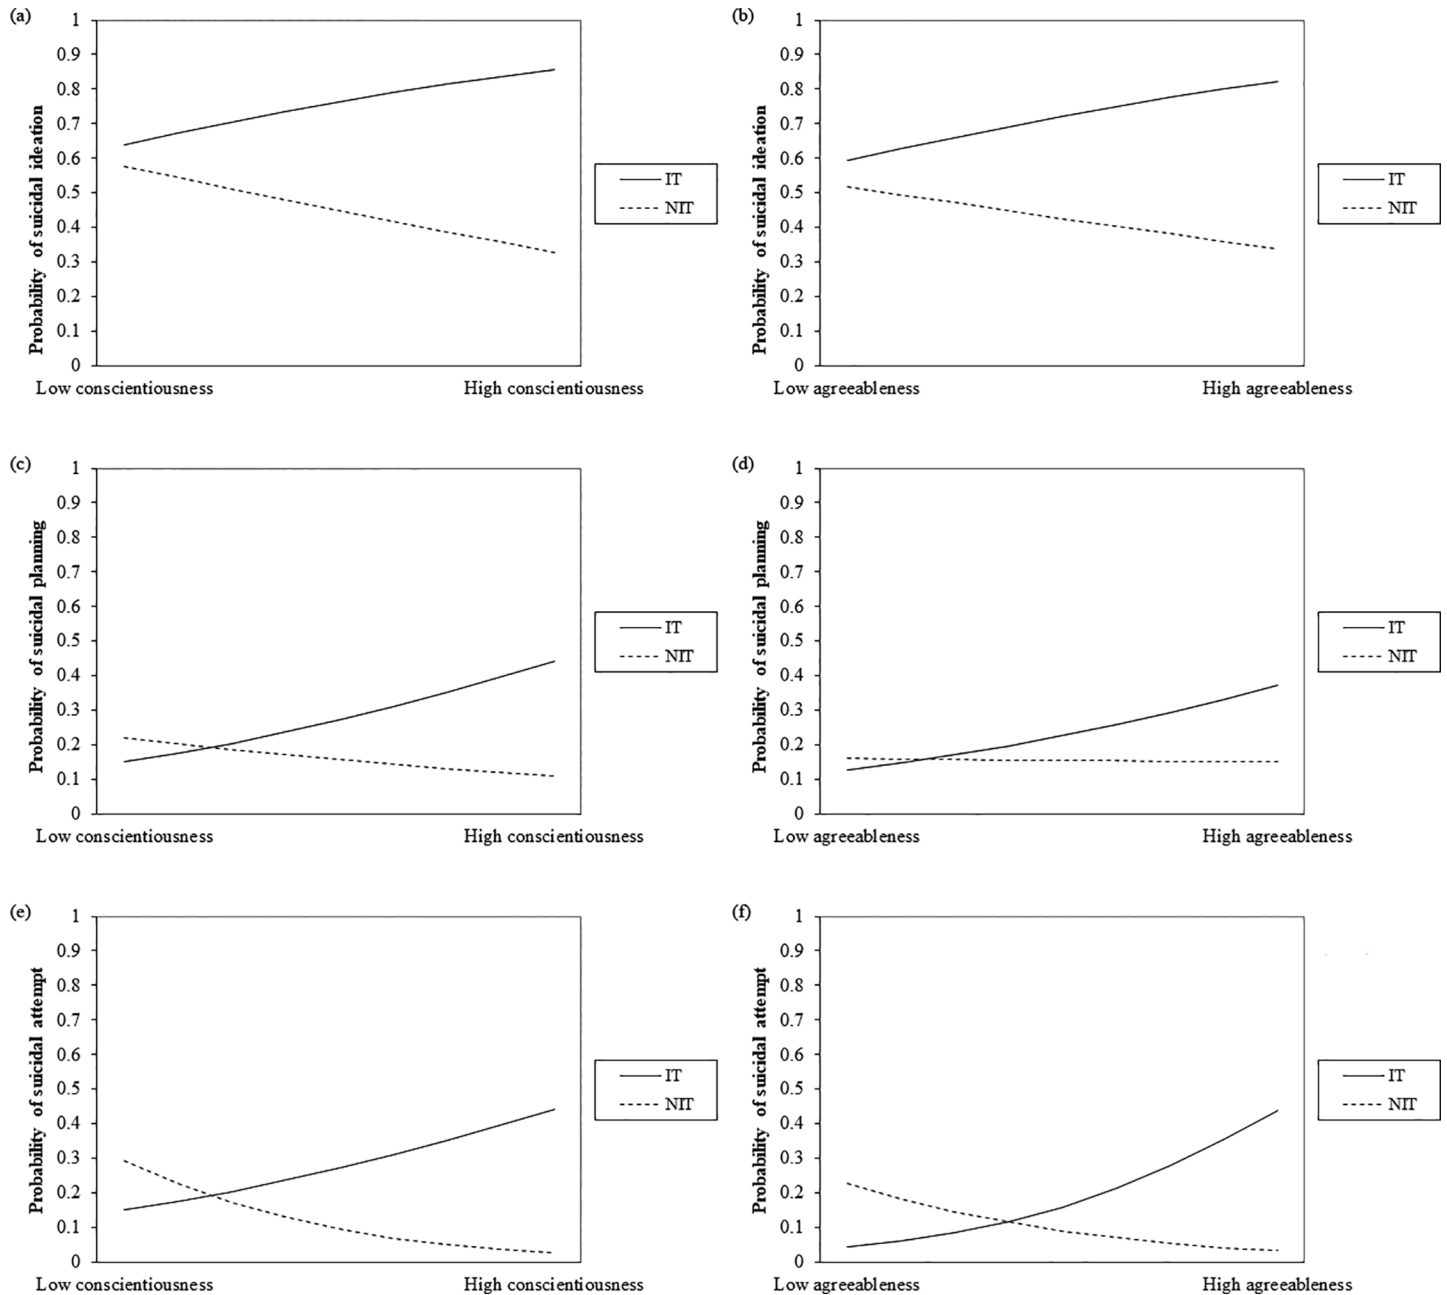 (a)
1
0.9
0.8
0.7
0.6
0.5
0.4
0.3
0.2
0.1
0
Probability of suicidal ideation
Low conscientiousness
High conscientiousness
IT
NIT
(b)
1
0.9
0.8
0.7
0.6
0.5
0.4
0.3
0.2
0.1
0
Probability of suicidal ideation
Low agreeableness
High agreeableness
IT
NIT
(c)
1
0.9
0.8
0.7
0.6
0.5
0.4
0.3
0.2
0.1
0
Probability of suicidal planning
Low conscientiousness
High conscientiousness
IT
NIT
(d)
1
0.9
0.8
0.7
0.6
0.5
0.4
0.3
0.2
0.1
0
Probability of suicidal planning
Low agreeableness
High agreeableness
IT
NIT
(e)
1
0.9
0.8
0.7
0.6
0.5
0.4
0.3
0.2
0.1
0
Probability of suicidal attempt
Low conscientiousness
High conscientiousness
IT
NIT
(f)
1
0.9
0.8
0.7
0.6
0.5
0.4
0.3
0.2
0.1
0
Probability of suicidal attempt
Low agreeableness
High agreeableness
IT
NIT